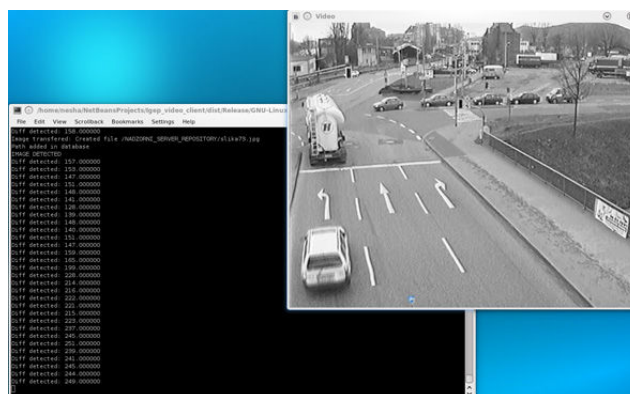 Video
/home/nesha/NetBeansProjects/igep_video_client/dist/Release/GNU-Linux
File Edit View Scrollback Bookmarks Settings Help
Diff detected: 158.000000
Image transfered: Created file /NADZORNI_SERVER_REPOSITORY/slika79.jpg
Path added in database
IMAGE DETECTED
Diff detected: 157.000000
Diff detected: 153.000000
Diff detected: 147.000000
Diff detected: 151.000000
Diff detected: 148.000000
Diff detected: 141.000000
Diff detected: 128.000000
Diff detected: 139.000000
Diff detected: 148.000000
Diff detected: 140.000000
Diff detected: 151.000000
Diff detected: 147.000000
Diff detected: 159.000000
Diff detected: 165.000000
Diff detected: 199.000000
Diff detected: 228.000000
Diff detected: 214.000000
Diff detected: 216.000000
Diff detected: 222.000000
Diff detected: 221.000000
Diff detected: 215.000000
Diff detected: 223.000000
Diff detected: 237.000000
Diff detected: 245.000000
Diff detected: 251.000000
Diff detected: 239.000000
Diff detected: 241.000000
Diff detected: 245.000000
Diff detected: 244.000000
Diff detected: 249.000000